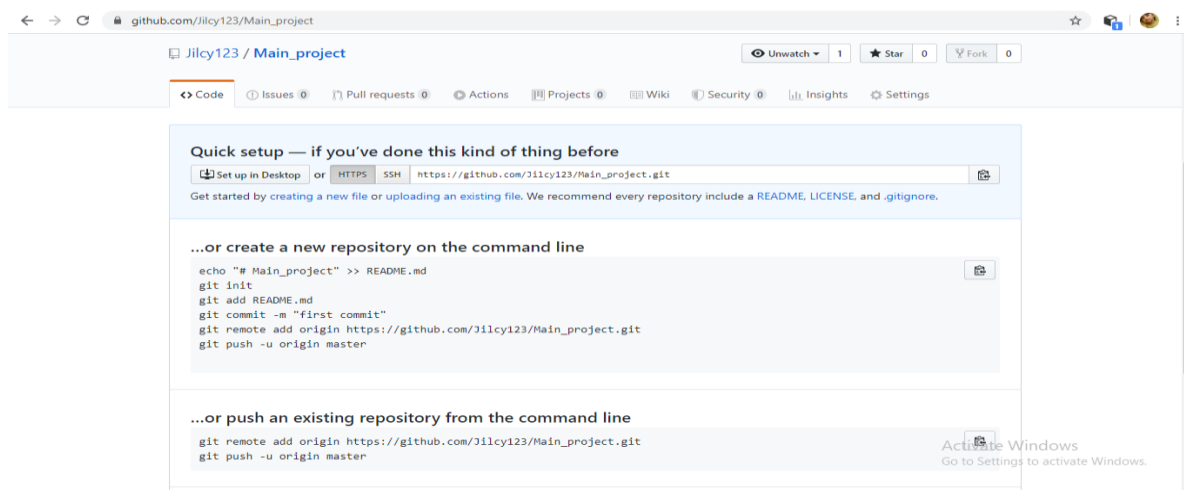 github.com/Jilcy123/Main_project
Jilcy123 / Main_project
Unwatch 1 Star 0 Fork 0
Code Issues 0 Pull requests 0 Actions Projects 0 Wiki Security 0 Insights Settings
Quick setup — if you've done this kind of thing before
Set up in Desktop or HTTPS SSH https://github.com/Jilcy123/Main_project.git
Get started by creating a new file or uploading an existing file. We recommend every repository include a README, LICENSE, and .gitignore.
...or create a new repository on the command line
echo "# Main_project" >> README.md
git init
git add README.md
git commit -m "first commit"
git remote add origin https://github.com/Jilcy123/Main_project.git
git push -u origin master
...or push an existing repository from the command line
git remote add origin https://github.com/Jilcy123/Main_project.git
git push -u origin master
Activate Windows
Go to Settings to activate Windows.